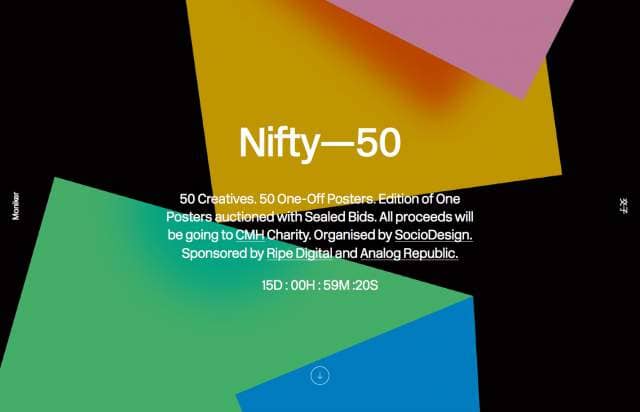 Nifty—50
50 Creatives. 50 One-Off Posters. Edition of One
Posters auctioned with Sealed Bids. All proceeds will
be going to CMH Charity. Organised by SocioDesign.
Sponsored by Ripe Digital and Analog Republic.
15D : 00H : 59M :20S
Moniker